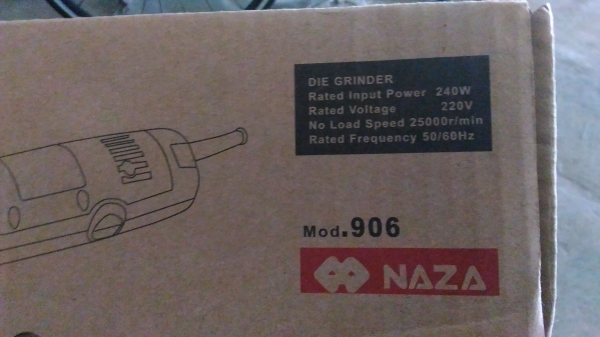 DIE GRINDER
Rated Input Power 240W
Rated Voltage 220V
No Load Speed 25000r/min
Rated Frequency 50/60Hz
Mod.906
NAZA